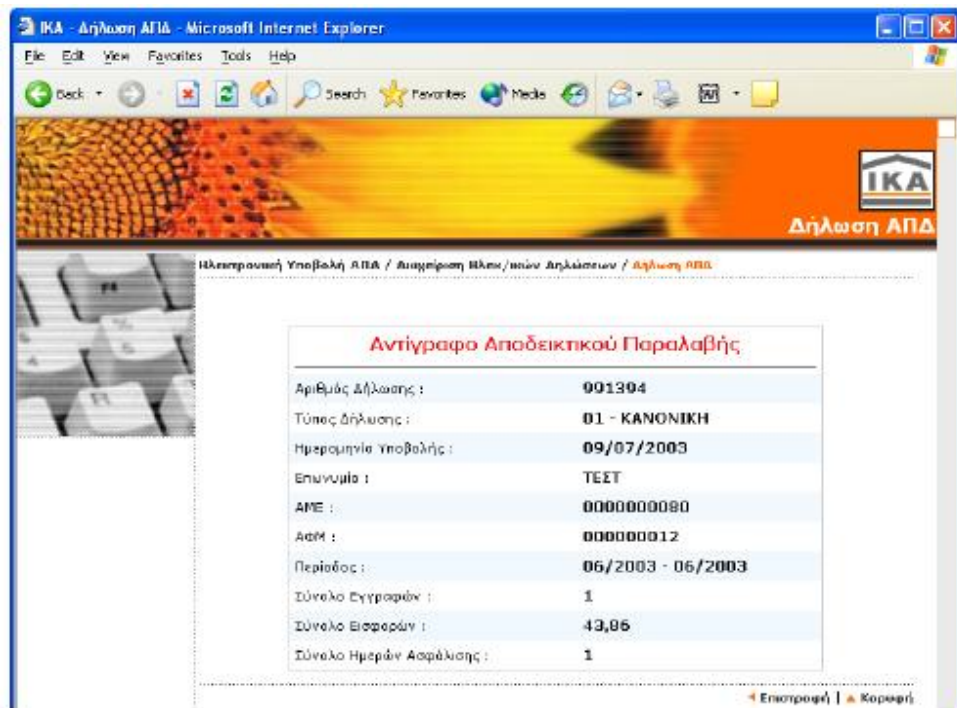 IKA - Δήλωση ΑΠΔ - Microsoft Internet Explorer
File Edit View Favorites Tools Help
Back Search Favorites Media
IKA
Δήλωση ΑΠΔ
Ηλεκτρονική Υποβολή ΑΠΔ / Διαχείριση Ηλεκ/ικών Δηλώσεων / Δήλωση ΑΠΔ
Αντίγραφο Αποδεικτικού Παραλαβής
Αριθμός Δήλωσης : 991394
Τύπος Δήλωσης : 01 - ΚΑΝΟΝΙΚΗ
Ημερομηνία Υποβολής : 09/07/2003
Επωνυμία : ΤΕΣΤ
ΑΜΕ : 0000000080
ΑΦΜ : 000000012
Περίοδος : 06/2003 - 06/2003
Σύνολο Εγγραφών : 1
Σύνολο Εισφορών : 43,86
Σύνολο Ημερών Ασφάλισης : 1
Επιστροφή | Κορυφή